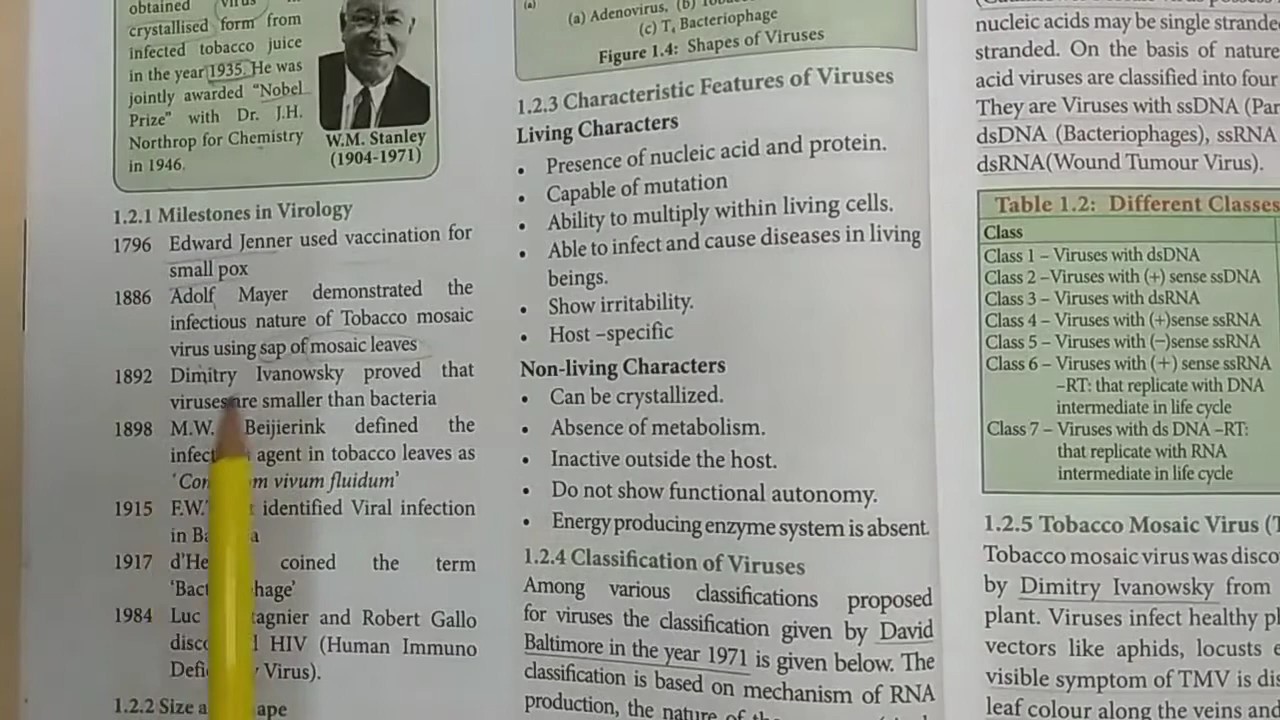 obtained virus
crystallised form from
infected tobacco juice
in the year 1935. He was
jointly awarded "Nobel
Prize" with Dr. J.H.
Northrop for Chemistry
in 1946.
W.M. Stanley
(1904-1971)
1.2.1 Milestones in Virology
1796 Edward Jenner used vaccination for
small pox
1886 Adolf Mayer demonstrated the
infectious nature of Tobacco mosaic
virus using sap of mosaic leaves
1892 Dimitry Ivanowsky proved that
viruses are smaller than bacteria
1898 M.W. Beijierink defined the
agent in tobacco leaves as
vivum fluidum'
1915 identified Viral infection
in
1917 coined the term
1984 Luc and Robert Gallo
HIV (Human Immuno
Virus).
1.2.2 Size
(a)
(a) Adenovirus, (b)
(c) T4 Bacteriophage
Figure 1.4: Shapes of Viruses
1.2.3 Characteristic Features of Viruses
Living Characters
• Presence of nucleic acid and protein.
• Capable of mutation
• Ability to multiply within living cells.
• Able to infect and cause diseases in living
beings.
• Show irritability.
• Host –specific
Non-living Characters
• Can be crystallized.
• Absence of metabolism.
• Inactive outside the host.
• Do not show functional autonomy.
• Energy producing enzyme system is absent.
1.2.4 Classification of Viruses
Among various classifications proposed
for viruses the classification given by David
Baltimore in the year 1971 is given below. The
classification is based on mechanism of RNA
production, the nature of the
nucleic acids may be single
stranded. On the basis of nature
acid viruses are classified into four
They are Viruses with ssDNA
dsDNA (Bacteriophages), ssRNA
dsRNA(Wound Tumour Virus).
Table 1.2: Different Classes
Class
Class 1 – Viruses with dsDNA
Class 2 –Viruses with (+) sense ssDNA
Class 3 – Viruses with dsRNA
Class 4 – Viruses with (+)sense ssRNA
Class 5 – Viruses with (–)sense ssRNA
Class 6 – Viruses with (+) sense ssRNA
–RT: that replicate with DNA
intermediate in life cycle
Class 7 – Viruses with ds DNA –RT:
that replicate with RNA
intermediate in life cycle
1.2.5 Tobacco Mosaic Virus
Tobacco mosaic virus was
by Dimitry Ivanowsky from
plant. Viruses infect healthy
vectors like aphids, locusts
visible symptom of TMV is
leaf colour along the veins and